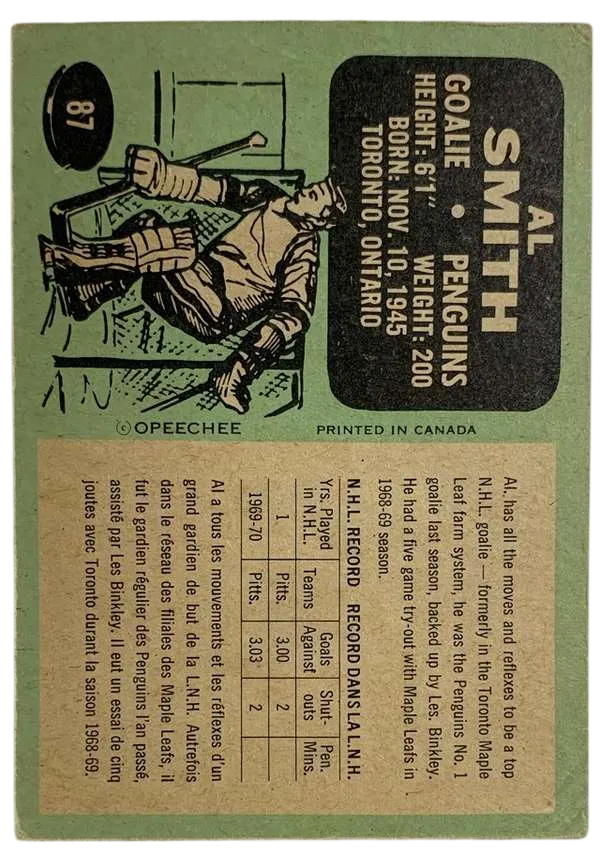 AL
SMITH
GOALIE • PENGUINS
HEIGHT: 6'1" WEIGHT: 200
BORN: NOV. 10, 1945
TORONTO, ONTARIO
87
©OPEECHEE PRINTED IN CANADA
Al. has all the moves and reflexes to be a top
N.H.L. goalie — formerly in the Toronto Maple
Leaf farm system, he was the Penguins No. 1
goalie last season, backed up by Les. Binkley.
He had a five game try-out with Maple Leafs in
1968-69 season.
N.H.L. RECORD RECORD DANS LA L.N.H.
Yrs. Played in N.H.L. Teams Goals Against Shut-outs Pen. Mins.
1 Pitts. 3.00 2
1969-70 Pitts. 3.03 2
Al a tous les mouvements et les réflexes d'un
grand gardien de but de la L.N.H. Autrefois
dans le réseau des filiales des Maple Leafs, il
fut le gardien régulier des Penguins l'an passé,
assisté par Les Binkley. Il eut un essai de cinq
joutes avec Toronto durant la saison 1968-69.